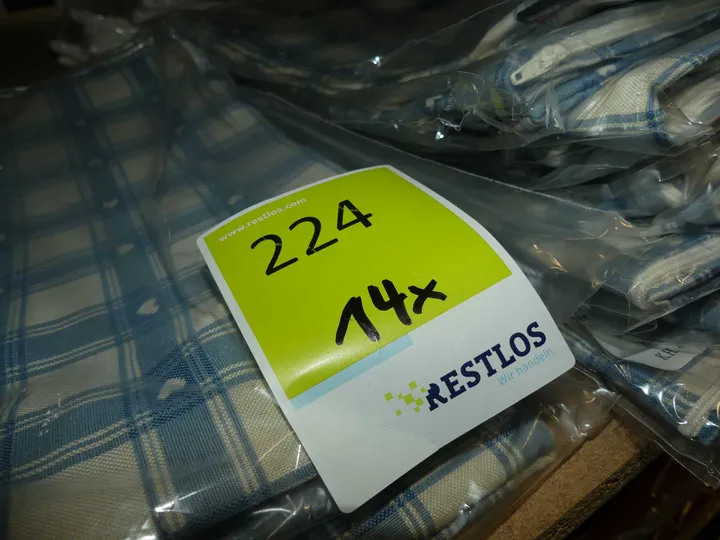 www.restlos.com
224
14x
RESTLOS
Wir handeln
K.H.